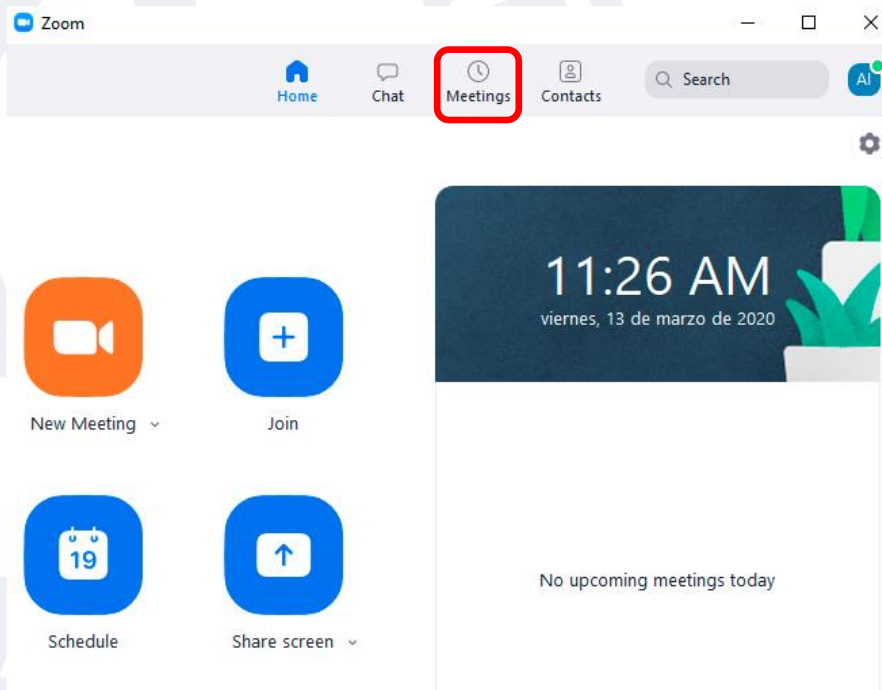 Zoom
Home
Chat
Meetings
Contacts
Search
AI
11:26 AM
viernes, 13 de marzo de 2020
New Meeting
Join
19
Schedule
Share screen
No upcoming meetings today